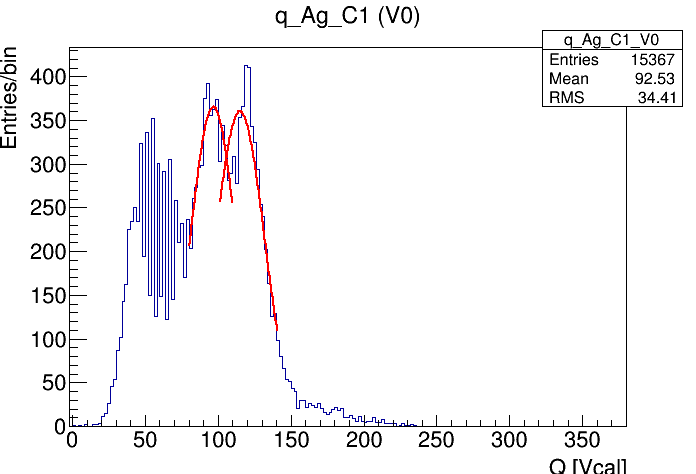 q_Ag_C1 (V0)
q_Ag_C1_V0
Entries 15367
Mean 92.53
RMS 34.41
Entries/bin
400
350
300
250
200
150
100
50
0
0 50 100 150 200 250 300 350
Q [Vcal]